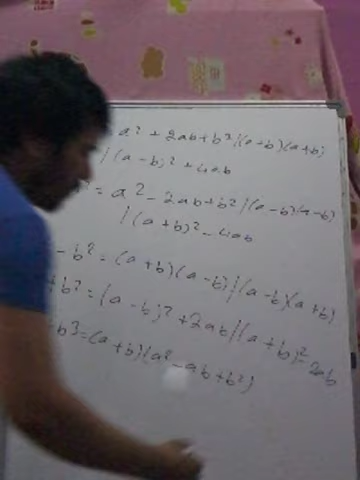 a² + 2ab + b² | (a+b)(a+b)
| (a-b)² + 4ab
² = a² - 2ab + b² | (a-b)(a-b)
| (a+b)² - 4ab
- b² = (a+b)(a-b) | (a-b)(a+b)
+ b² = (a-b)² + 2ab | (a+b)² - 2ab
b³ = (a+b)(a² - ab + b²)